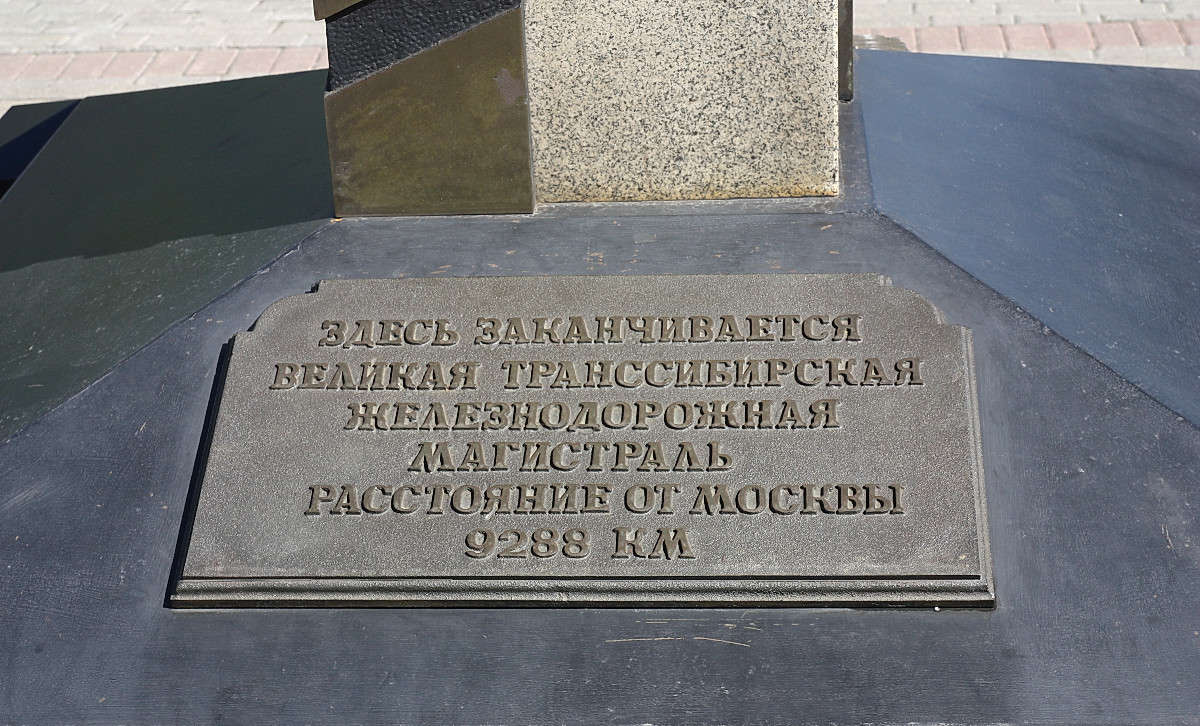 ЗДЕСЬ ЗАКАНЧИВАЕТСЯ
ВЕЛИКАЯ ТРАНССИБИРСКАЯ
ЖЕЛЕЗНОДОРОЖНАЯ
МАГИСТРАЛЬ
РАССТОЯНИЕ ОТ МОСКВЫ
9288 КМ